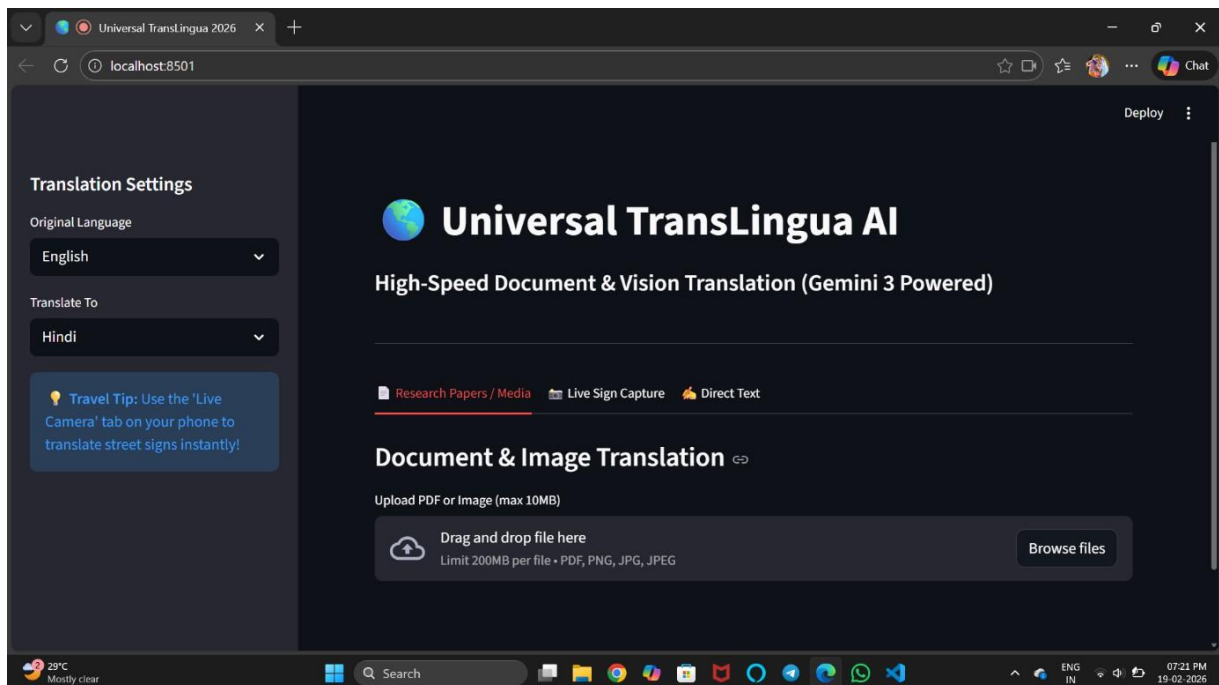 Universal TransLingua 2026
localhost:8501
Chat
Deploy
Translation Settings
Original Language
English
Translate To
Hindi
💡 Travel Tip: Use the 'Live
Camera' tab on your phone to
translate street signs instantly!
🌎 Universal TransLingua AI
High-Speed Document & Vision Translation (Gemini 3 Powered)
📄 Research Papers / Media 📸 Live Sign Capture ✍️ Direct Text
Document & Image Translation
Upload PDF or Image (max 10MB)
Drag and drop file here
Limit 200MB per file • PDF, PNG, JPG, JPEG
Browse files
2
29°C
Mostly clear
Search
ENG
IN
07:21 PM
19-02-2026